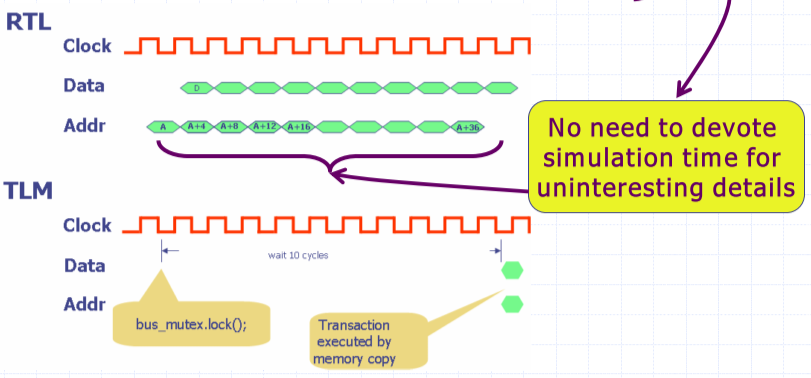 RTL
Clock
Data
D
Addr
A A+4 A+8 A+12 A+16 A+36
No need to devote
simulation time for
uninteresting details
TLM
Clock
wait 10 cycles
Data
Addr
bus_mutex.lock();
Transaction
executed by
memory copy